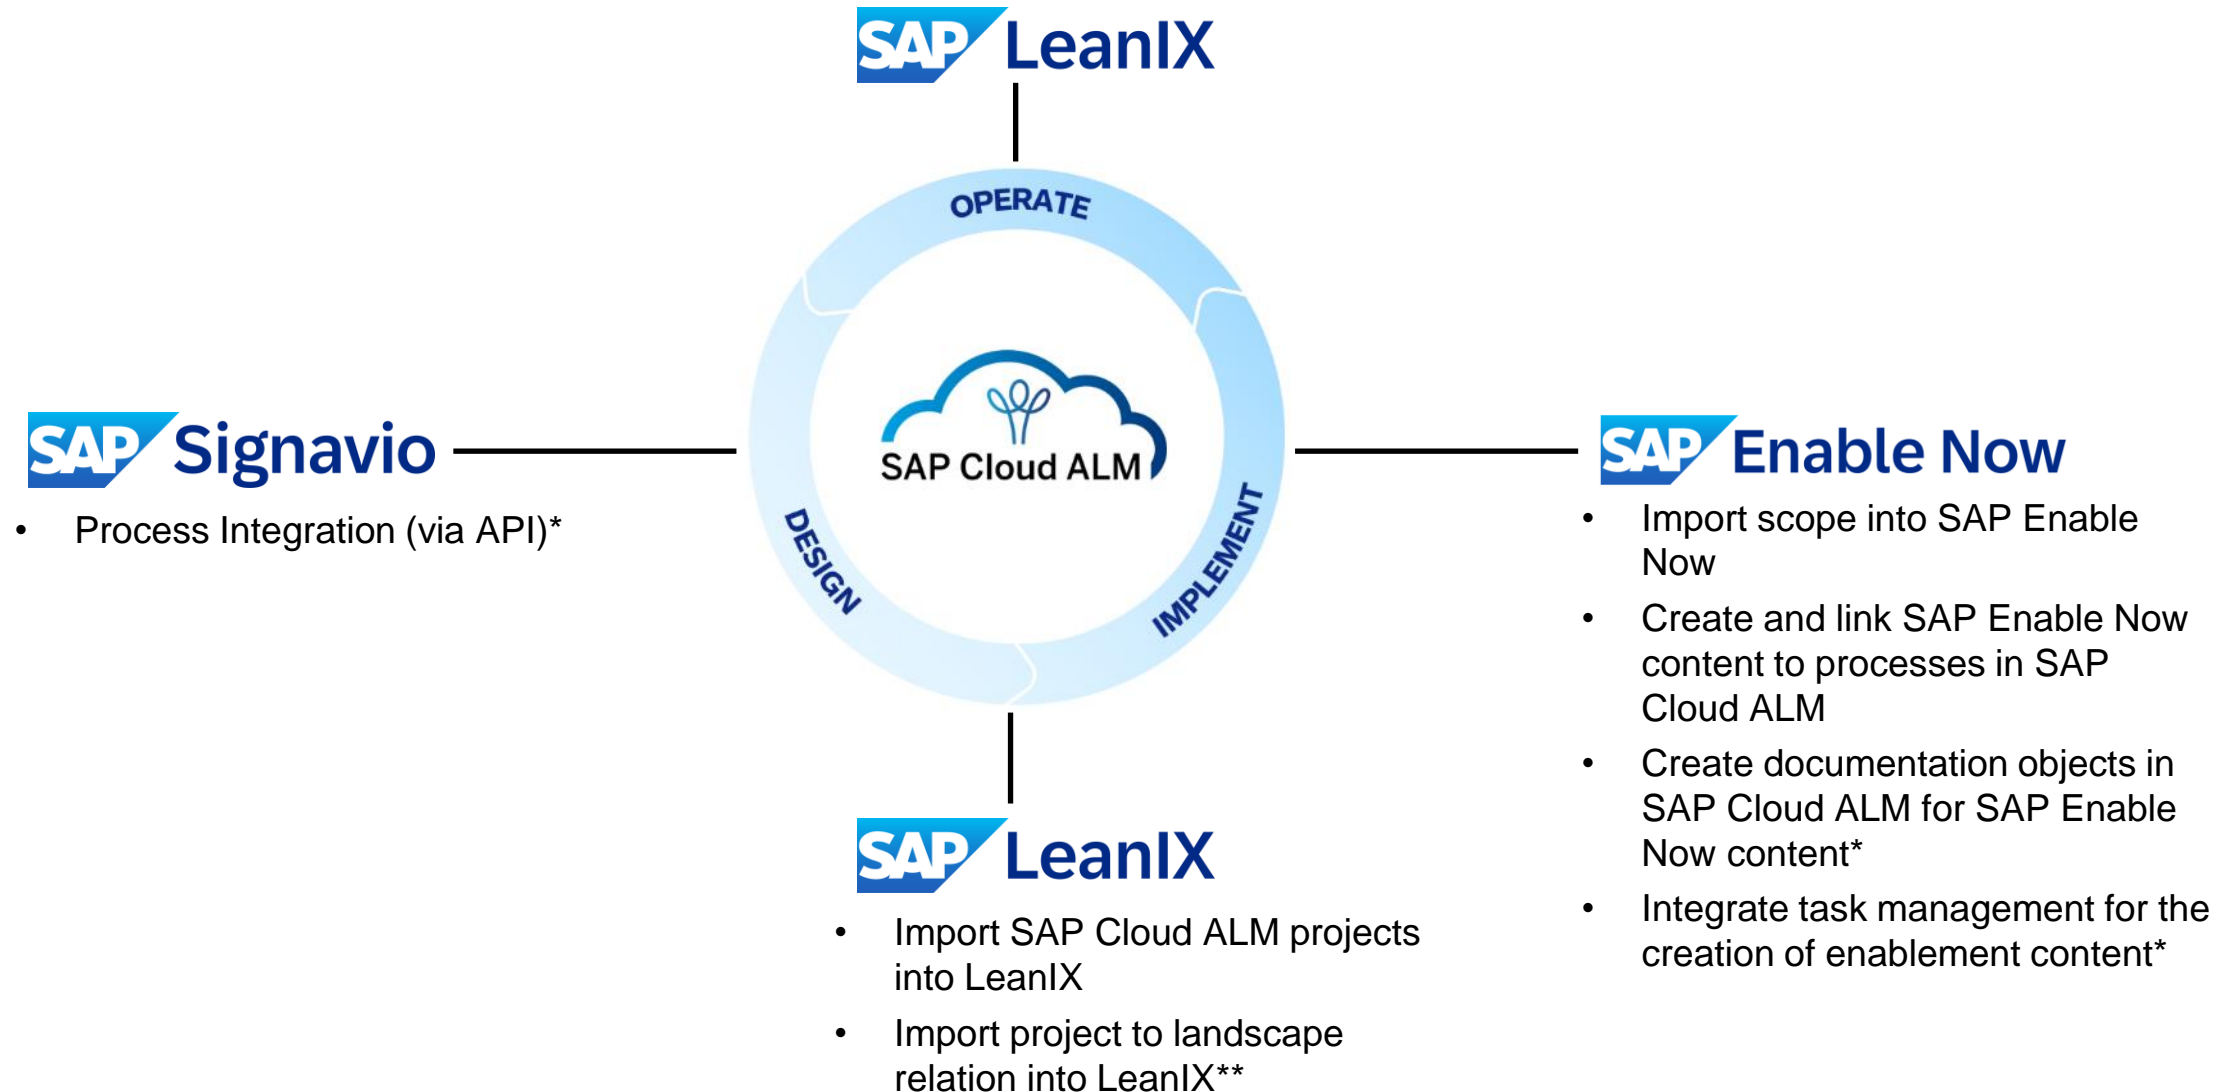 SAP LeanIX
OPERATE
SAP Cloud ALM
DESIGN
IMPLEMENT
SAP Signavio
• Process Integration (via API)*
SAP Enable Now
• Import scope into SAP Enable
Now
• Create and link SAP Enable Now
content to processes in SAP
Cloud ALM
• Create documentation objects in
SAP Cloud ALM for SAP Enable
Now content*
• Integrate task management for the
creation of enablement content*
SAP LeanIX
• Import SAP Cloud ALM projects
into LeanIX
• Import project to landscape
relation into LeanIX**